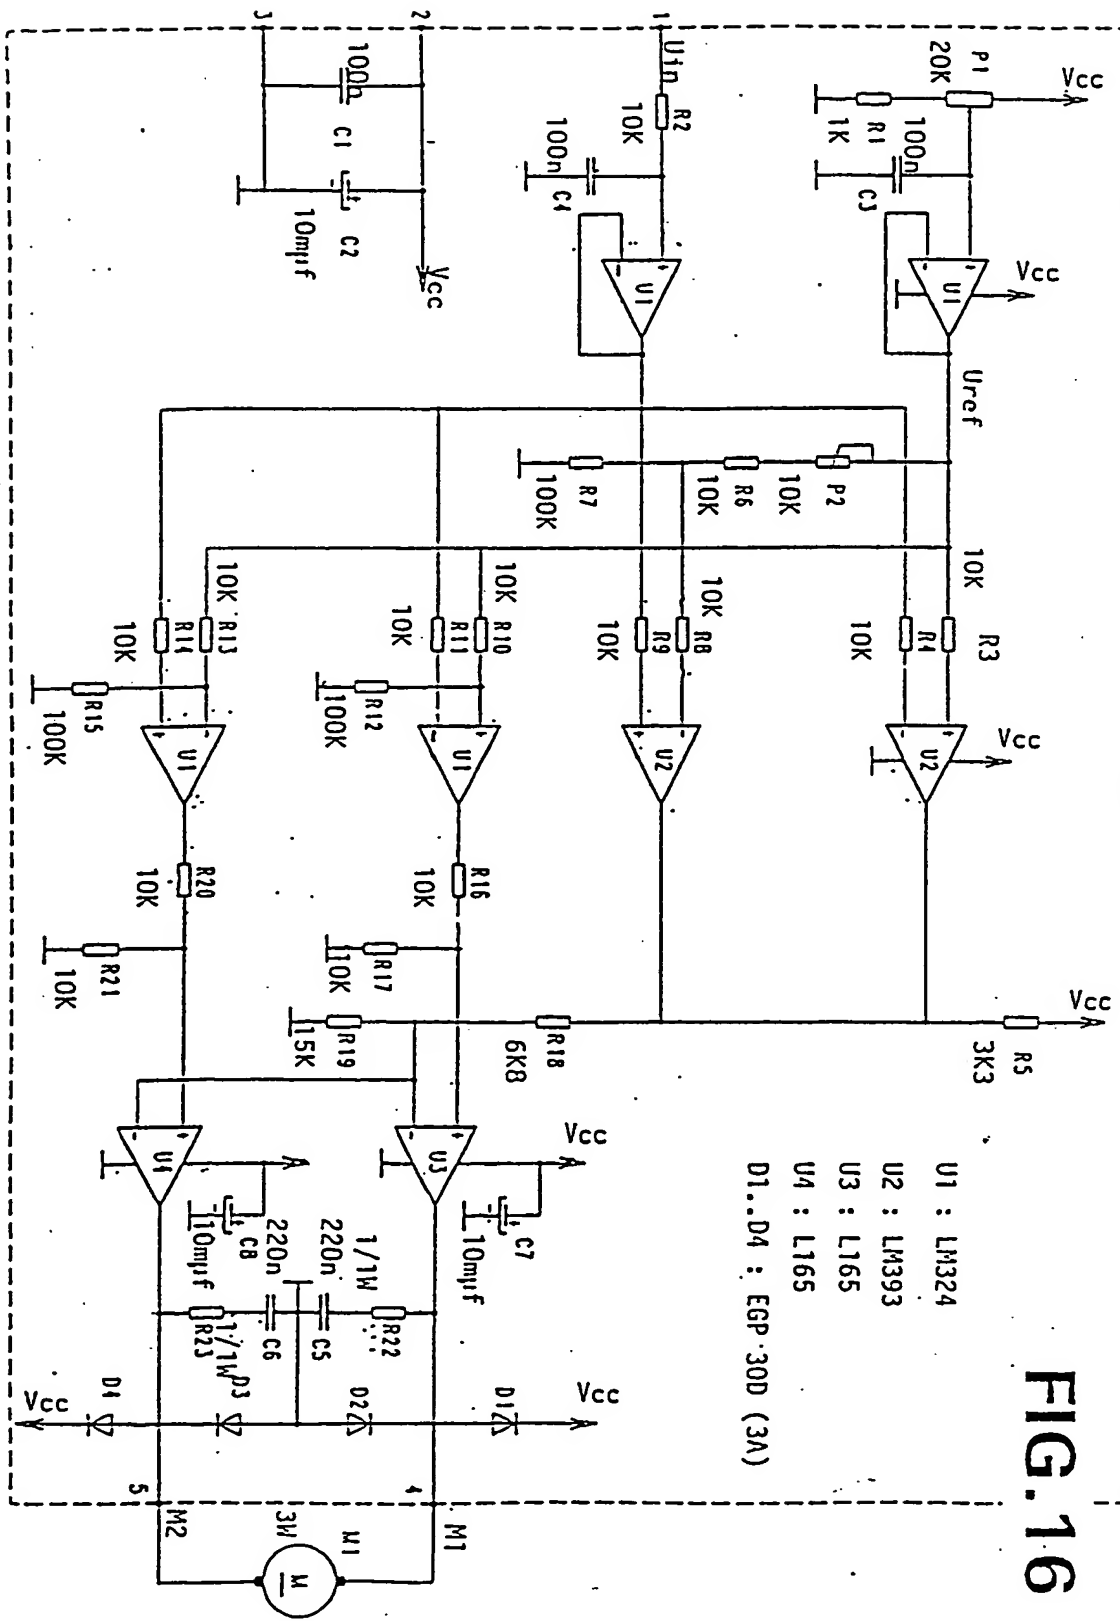 FIG.16
U1 : LM324
U2 : LM393
U3 : L165
U4 : L165
D1..D4 : EGP 30D (3A)
Vcc
P1
20K
R1
1K
100n
C3
Vcc
U1
Uref
10K
R3
R4
10K
Vcc
U2
Vcc
R5
3K3
1
Uin
R2
10K
100n
C4
U1
P2
10K
R6
10K
R7
100K
10K
R8
R9
10K
U2
R18
6K8
R19
15K
2
3
100n
C1
C2
10mµf
Vcc
10K
R10
R11
10K
R12
100K
U1
R16
10K
R17
10K
Vcc
U3
C7
10mµf
10K
R13
R14
10K
R15
100K
U1
R20
10K
R21
10K
U4
C8
10mµf
1/1W
R22
220n
C5
220n
C6
R23
1/1W
Vcc
D1
D2
D3
D4
Vcc
4
M1
5
M2
M1
3W
M